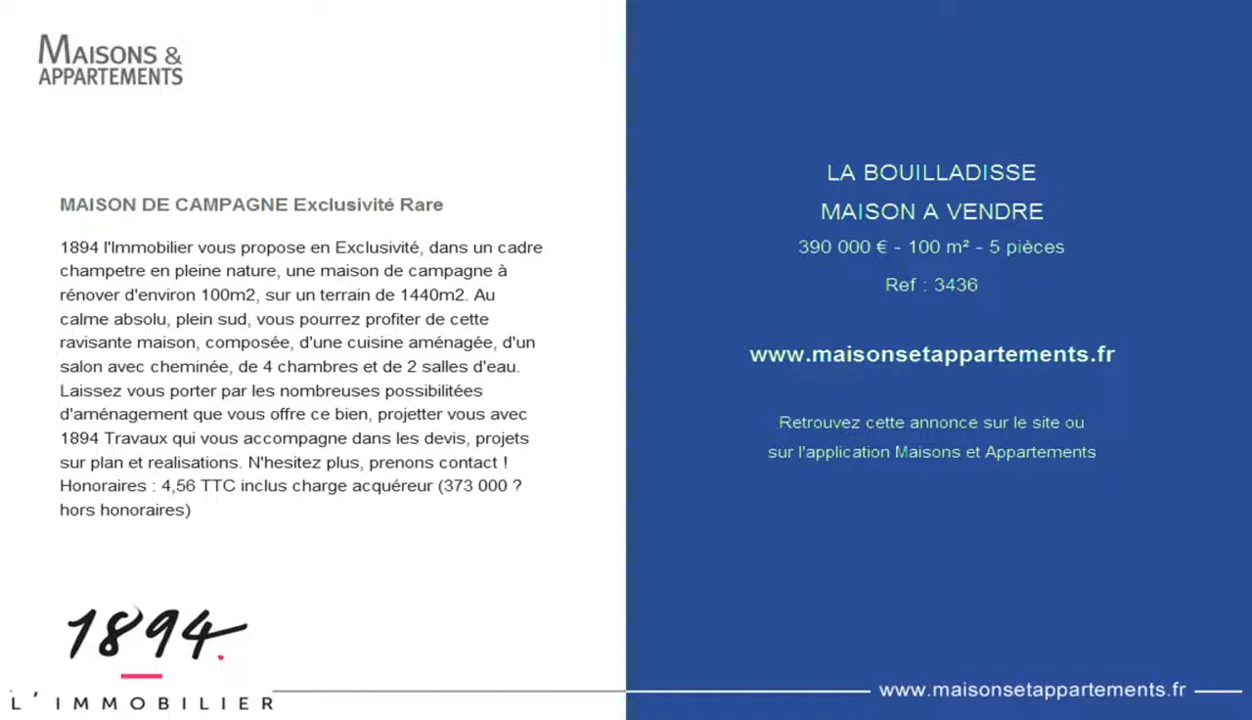 MAISONS &
APPARTEMENTS
MAISON DE CAMPAGNE Exclusivité Rare
1894 l'Immobilier vous propose en Exclusivité, dans un cadre
champetre en pleine nature, une maison de campagne à
rénover d'environ 100m2, sur un terrain de 1440m2. Au
calme absolu, plein sud, vous pourrez profiter de cette
ravisante maison, composée, d'une cuisine aménagée, d'un
salon avec cheminée, de 4 chambres et de 2 salles d'eau.
Laissez vous porter par les nombreuses possibilitées
d'aménagement que vous offre ce bien, projetter vous avec
1894 Travaux qui vous accompagne dans les devis, projets
sur plan et realisations. N'hesitez plus, prenons contact !
Honoraires : 4,56 TTC inclus charge acquéreur (373 000 ?
hors honoraires)
1894.
L'IMMOBILIER
LA BOUILLADISSE
MAISON A VENDRE
390 000 € - 100 m² - 5 pièces
Ref : 3436
www.maisonsetappartements.fr
Retrouvez cette annonce sur le site ou
sur l'application Maisons et Appartements
www.maisonsetappartements.fr